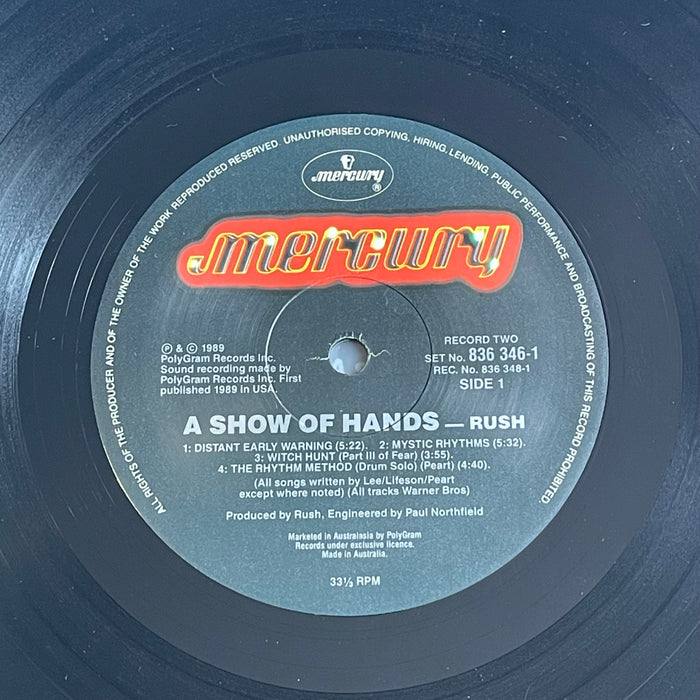 ALL RIGHTS OF THE PRODUCER AND OF THE OWNER OF THE WORK REPRODUCED RESERVED. UNAUTHORISED COPYING, HIRING, LENDING, PUBLIC PERFORMANCE AND BROADCASTING OF THIS RECORD PROHIBITED.
mercury ®
mercury
℗ & © 1989
PolyGram Records Inc.
Sound recording made by
PolyGram Records Inc. First
published 1989 in USA.
RECORD TWO
SET No. 836 346-1
REC. No. 836 348-1
SIDE 1
A SHOW OF HANDS — RUSH
1: DISTANT EARLY WARNING (5:22). 2: MYSTIC RHYTHMS (5:32).
3: WITCH HUNT (Part III of Fear) (3:55).
4: THE RHYTHM METHOD (Drum Solo) (Peart) (4:40).
(All songs written by Lee/Lifeson/Peart
except where noted) (All tracks Warner Bros)
Produced by Rush, Engineered by Paul Northfield
Marketed in Australasia by PolyGram
Records under exclusive licence.
Made in Australia.
33⅓ RPM